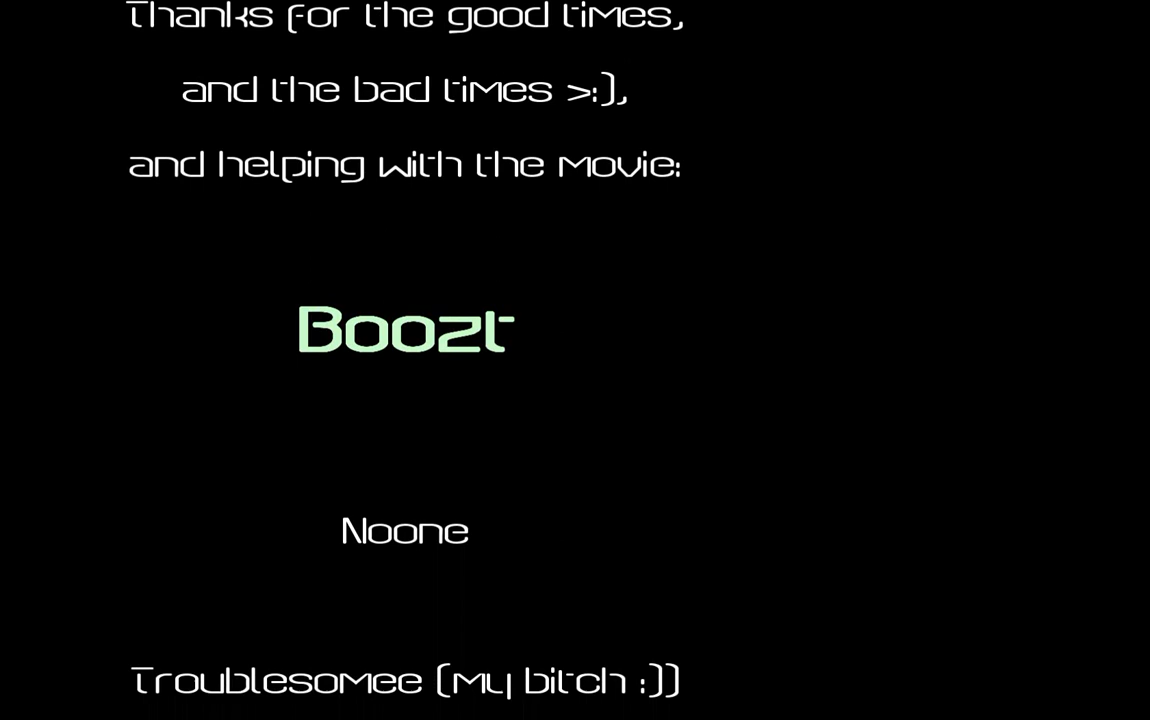 Thanks for the good times,
and the bad times >:),
and helping with the movie:
Boozt
Noone
Troublesomee (my bitch :))